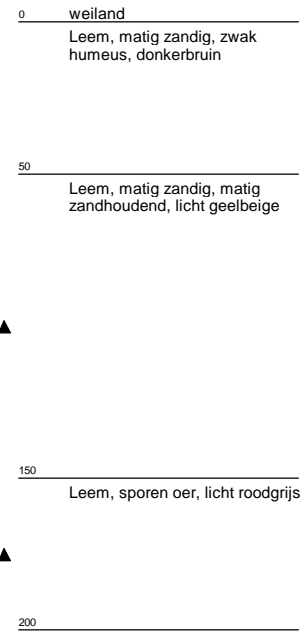 0 weiland
Leem, matig zandig, zwak
humeus, donkerbruin
50
Leem, matig zandig, matig
zandhoudend, licht geelbeige
150
Leem, sporen oer, licht roodgrijs
200